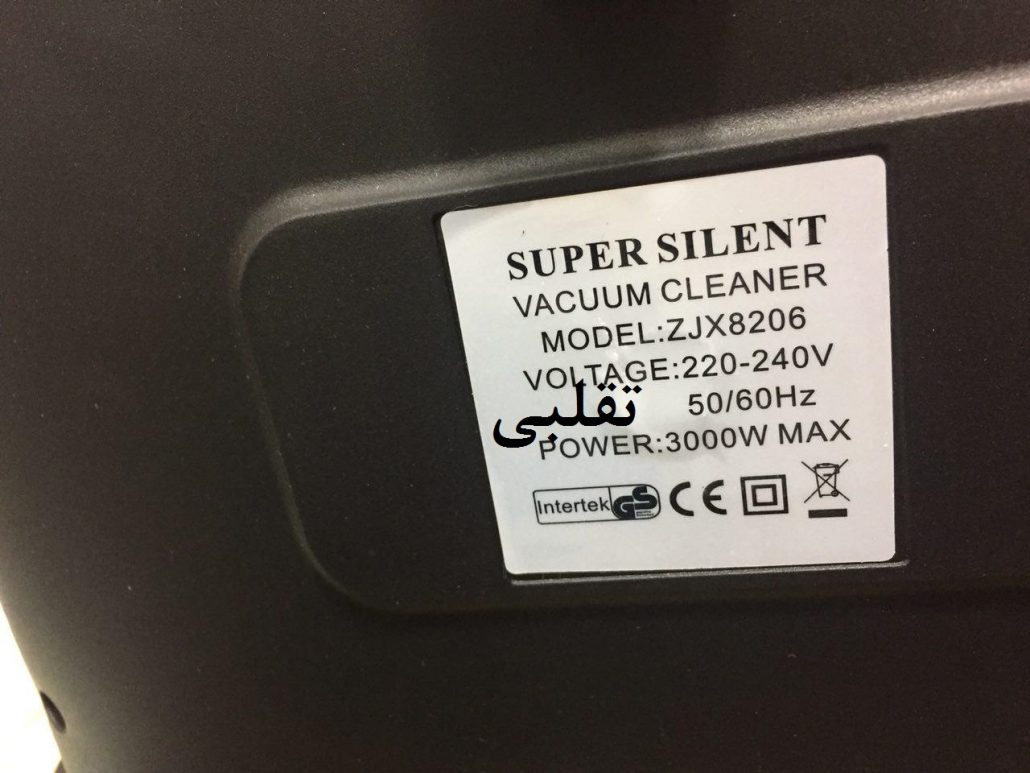 SUPER SILENT
VACUUM CLEANER
MODEL:ZJX8206
VOLTAGE:220-240V
50/60Hz
تقلبی
POWER:3000W MAX
Intertek GS CE